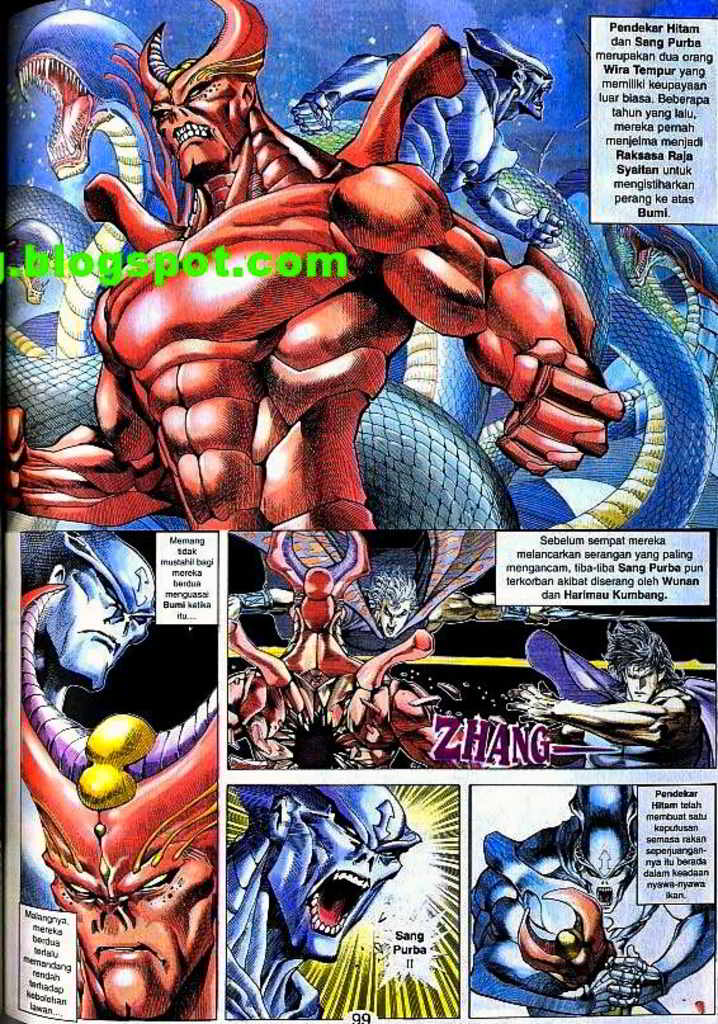 Pendekar Hitam
dan Sang Purba
merupakan dua orang
Wira Tempur yang
memiliki keupayaan
luar biasa. Beberapa
tahun yang lalu,
mereka pernah
menjelma menjadi
Raksasa Raja
Syaitan untuk
mengistiharkan
perang ke atas
Bumi.
g.blogspot.com
Memang
tidak
mustahil bagi
mereka
berdua
menguasai
Bumi ketika
itu....
Sebelum sempat mereka
melancarkan serangan yang paling
mengancam, tiba-tiba Sang Purba pun
terkorban akibat diserang oleh Wunan
dan Harimau Kumbang.
ZHANG
Malangnya,
mereka
berdua
terlalu
memandang
rendah
terhadap
kebolehan
lawan....
Sang
Purba
!!
Pendekar
Hitam telah
membuat satu
keputusan
semasa rakan
seperjuangan-
nya itu berada
dalam keadaan
nyawa-nyawa
ikan.
99